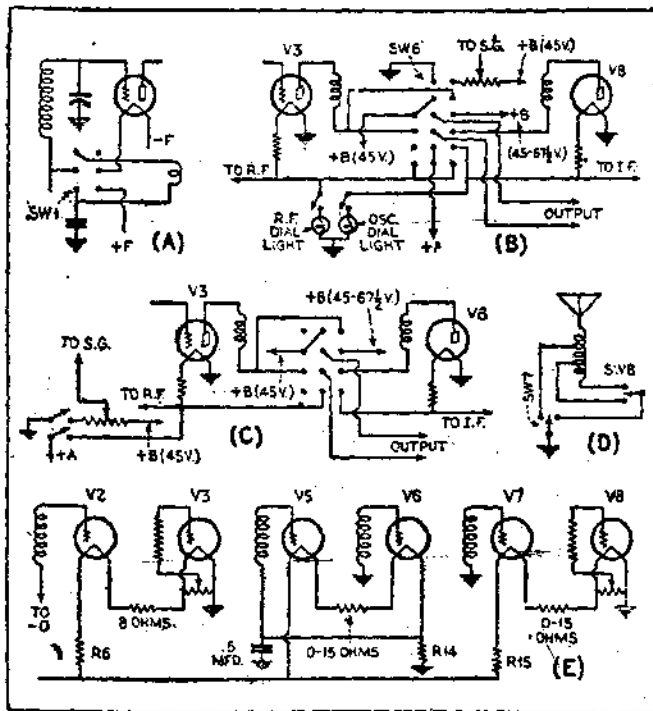 V3
SW6
TO S.G.
+B(45V.)
V8
-F
SW1
+F
(A)
TO R.F.
+B(45V.)
+B
(45-67½V.)
TO I.F.
R.F.
DIAL
LIGHT
OSC.
DIAL
LIGHT
+A
(B)
OUTPUT
V3
+B(45-67½V.)
V8
TO S.G.
TO R.F.
+B(45V.)
TO I.F.
+A
+B(45V.)
(C)
OUTPUT
SW7
SW8
(D)
V2
V3
V5
V6
V7
V8
TO
-D
8 OHMS
R6
.5
MFD.
0-15 OHMS
R14
R15
0-15
OHMS
(E)